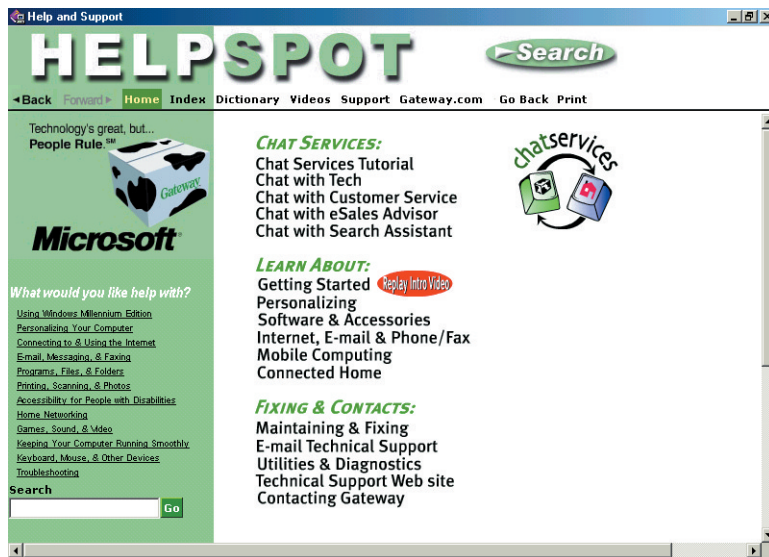 Help and Support
HELPSPOT
Search
Back Forward Home Index Dictionary Videos Support Gateway.com Go Back Print
Technology's great, but...
People Rule.SM
Gateway
Microsoft
What would you like help with?
Using Windows Millennium Edition
Personalizing Your Computer
Connecting to & Using the Internet
E-mail, Messaging, & Faxing
Programs, Files, & Folders
Printing, Scanning, & Photos
Accessibility for People with Disabilities
Home Networking
Games, Sound, & Video
Keeping Your Computer Running Smoothly
Keyboard, Mouse, & Other Devices
Troubleshooting
Search
Go
CHAT SERVICES:
Chat Services Tutorial
Chat with Tech
Chat with Customer Service
Chat with eSales Advisor
Chat with Search Assistant
chatservices
LEARN ABOUT:
Getting Started Replay Intro Video
Personalizing
Software & Accessories
Internet, E-mail & Phone/Fax
Mobile Computing
Connected Home
FIXING & CONTACTS:
Maintaining & Fixing
E-mail Technical Support
Utilities & Diagnostics
Technical Support Web site
Contacting Gateway